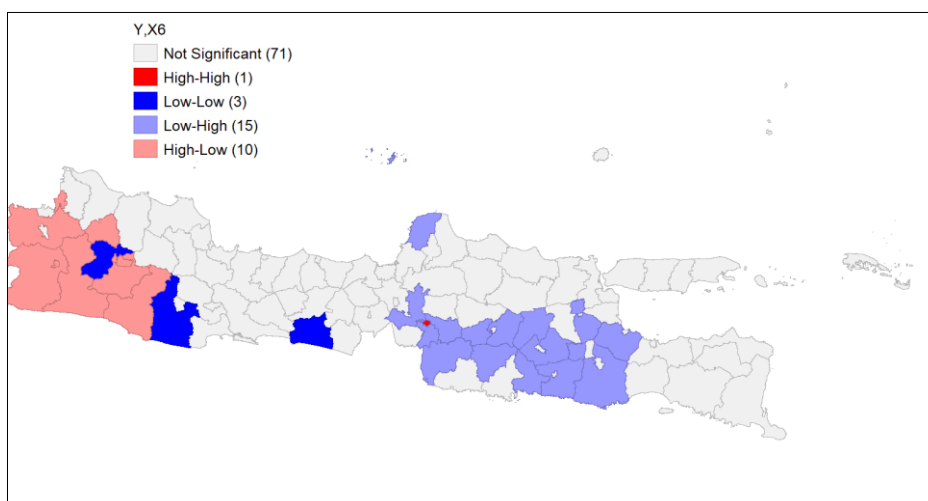 Y,X6
Not Significant (71)
High-High (1)
Low-Low (3)
Low-High (15)
High-Low (10)